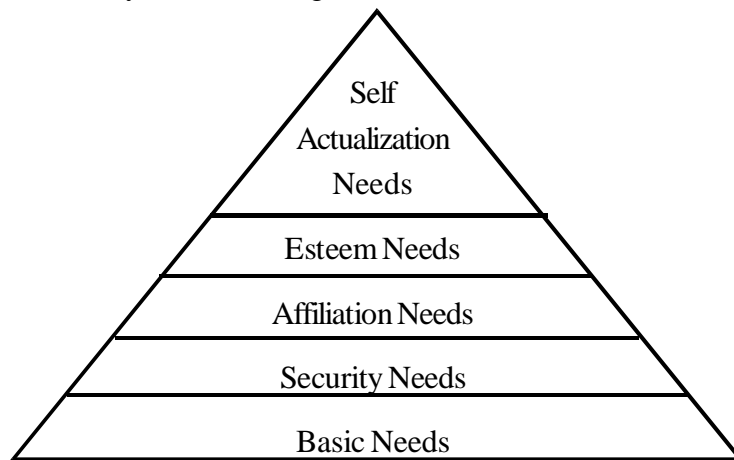 Self
Actualization
Needs
Esteem Needs
Affiliation Needs
Security Needs
Basic Needs